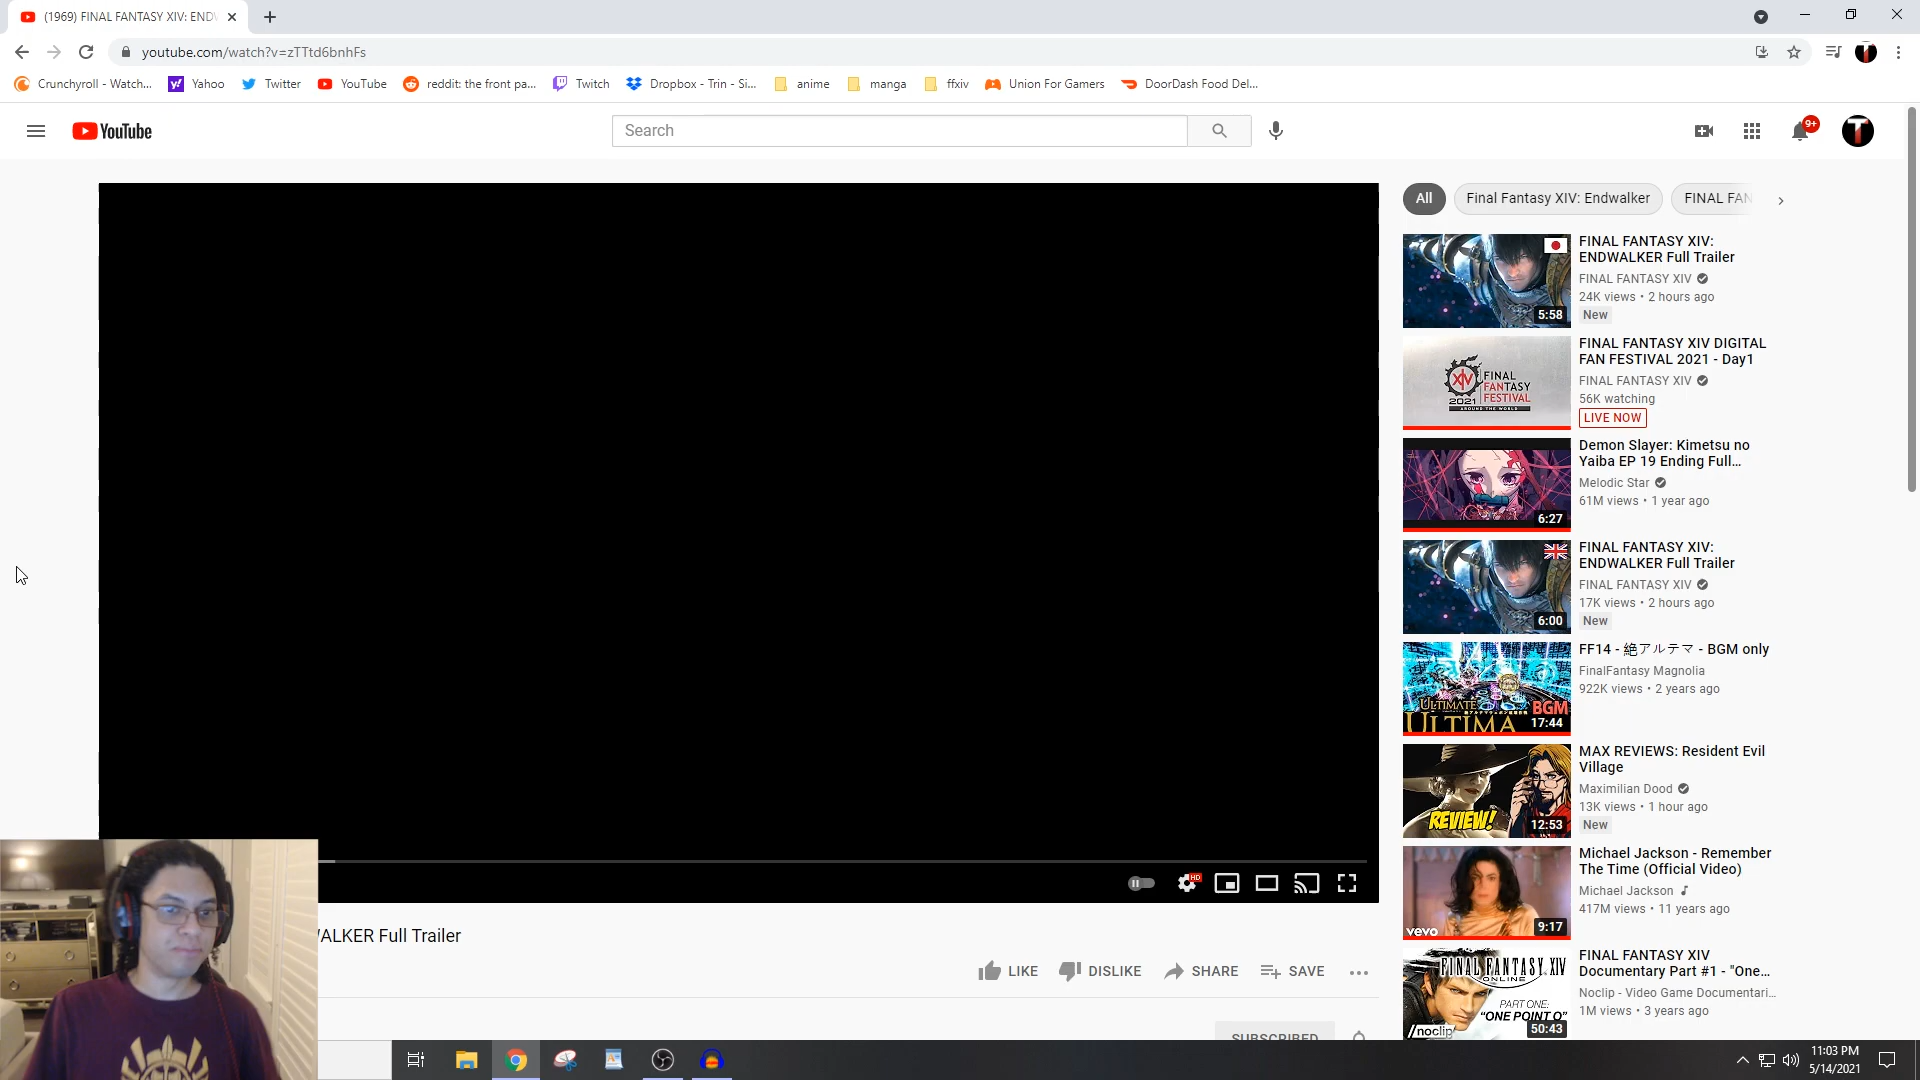 (1969) FINAL FANTASY XIV: END
youtube.com/watch?v=zTTtd6bnhFs
Crunchyroll - Watch... Yahoo Twitter YouTube reddit: the front pa... Twitch Dropbox - Trin - Si... anime manga ffxiv Union For Gamers DoorDash Food Del...
YouTube
Search
9+
T
All Final Fantasy XIV: Endwalker FINAL FAN
FINAL FANTASY XIV:
ENDWALKER Full Trailer
FINAL FANTASY XIV
24K views • 2 hours ago
New
5:58
FINAL FANTASY XIV DIGITAL
FAN FESTIVAL 2021 - Day1
FINAL FANTASY XIV
56K watching
LIVE NOW
XIV
FINAL
FANTASY
FESTIVAL
2021
AROUND THE WORLD
Demon Slayer: Kimetsu no
Yaiba EP 19 Ending Full...
Melodic Star
61M views • 1 year ago
6:27
FINAL FANTASY XIV:
ENDWALKER Full Trailer
FINAL FANTASY XIV
17K views • 2 hours ago
New
6:00
FF14 - 絶アルテマ - BGM only
FinalFantasy Magnolia
922K views • 2 years ago
ULTIMATE
ULTIMA
BGM
17:44
MAX REVIEWS: Resident Evil
Village
Maximilian Dood
13K views • 1 hour ago
New
REVIEW!
12:53
Michael Jackson - Remember
The Time (Official Video)
Michael Jackson
417M views • 11 years ago
vevo
9:17
FINAL FANTASY XIV
Documentary Part #1 - "One...
Noclip - Video Game Documentari...
1M views • 3 years ago
FINAL FANTASY XIV
ONLINE
PART ONE:
"ONE POINT O"
/noclip
50:43
HD
ALKER Full Trailer
LIKE DISLIKE SHARE SAVE
SUBSCRIBED
11:03 PM
5/14/2021